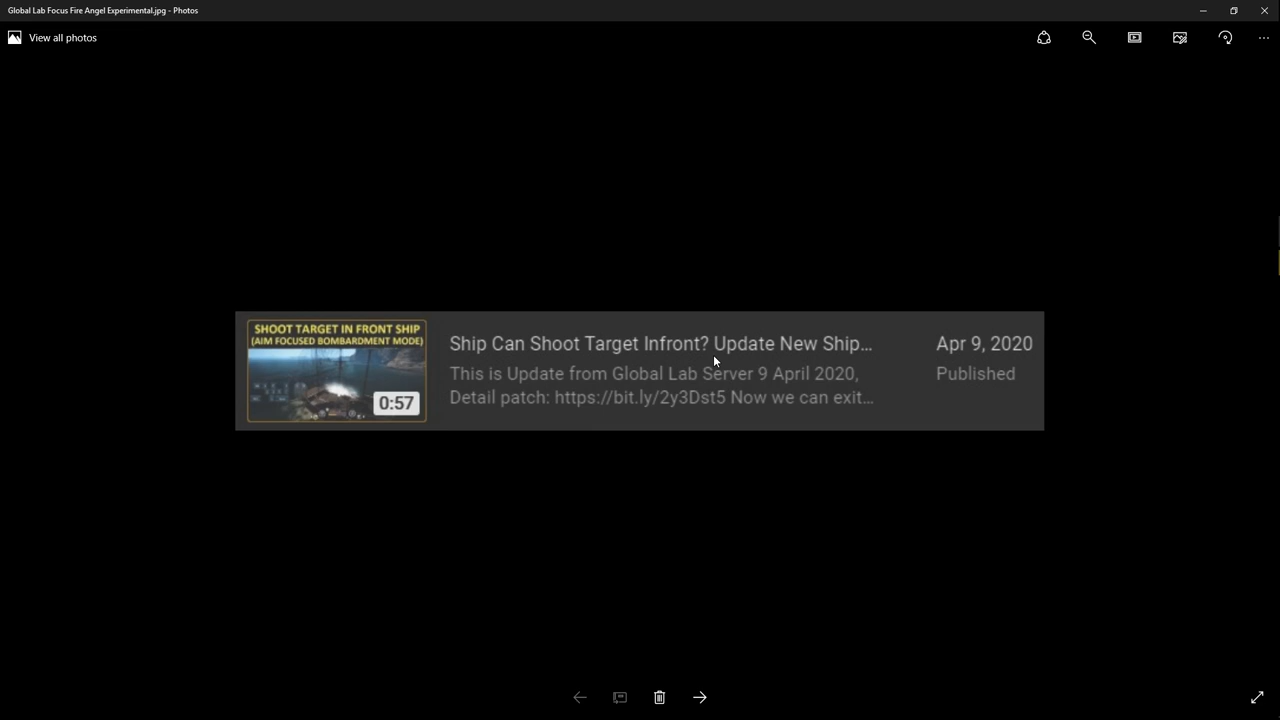 Global Lab Focus Fire Angel Experimental.jpg - Photos
View all photos
SHOOT TARGET IN FRONT SHIP
(AIM FOCUSED BOMBARDMENT MODE)
0:57
Ship Can Shoot Target Infront? Update New Ship...
Apr 9, 2020
This is Update from Global Lab Server 9 April 2020,
Published
Detail patch: https://bit.ly/2y3Dst5 Now we can exit...